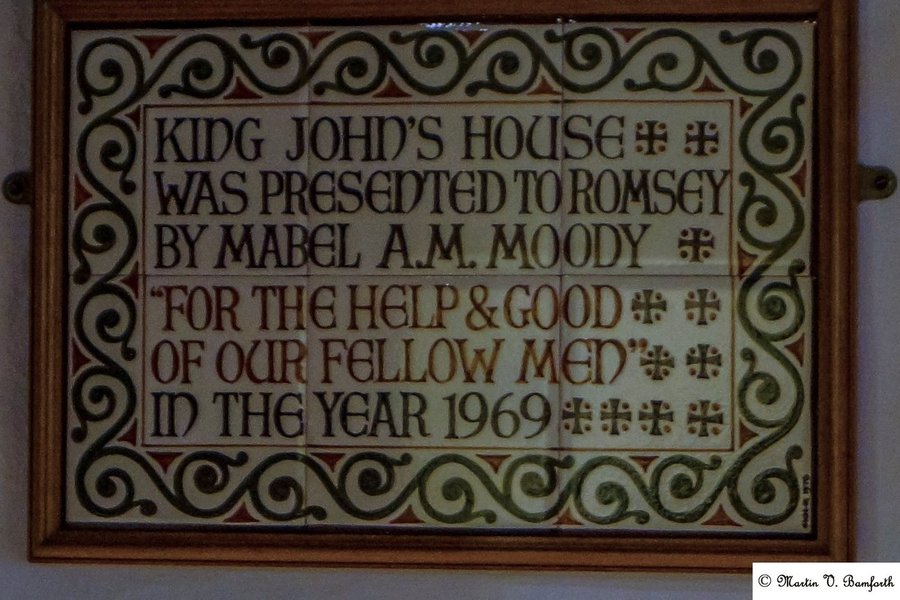 KING JOHN'S HOUSE
WAS PRESENTED TO ROMSEY
BY MABEL A.M. MOODY
"FOR THE HELP & GOOD
OF OUR FELLOW MEN"
IN THE YEAR 1969
© Martin V. Bamforth